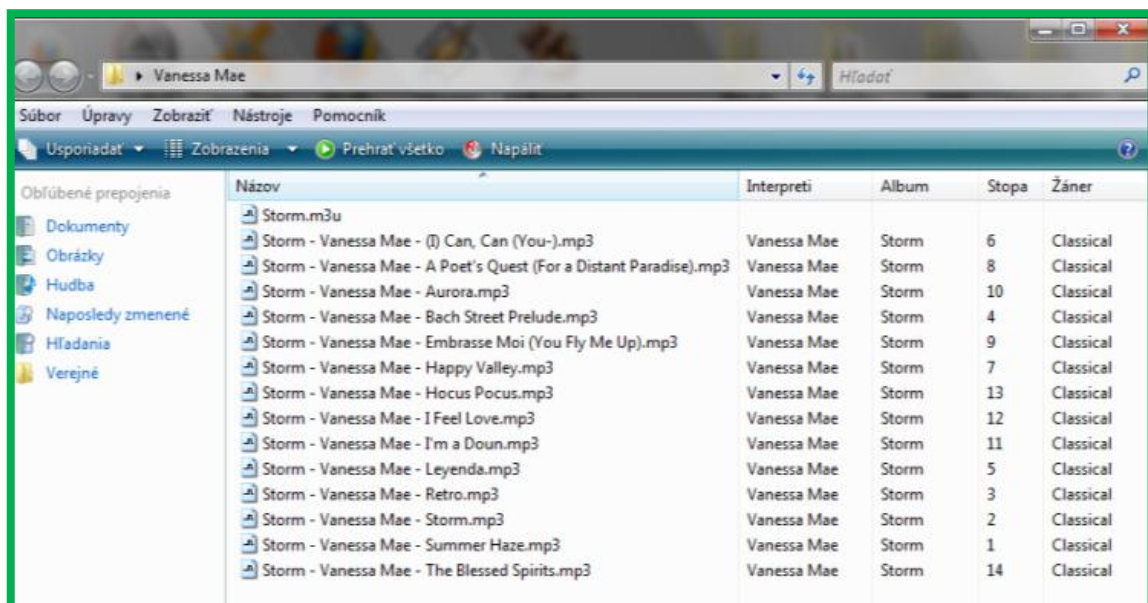 Vanessa Mae
Hľadať
Súbor Úpravy Zobraziť Nástroje Pomocník
Usporiadať Zobrazenia Prehrať všetko Napáliť
Obľúbené prepojenia
Dokumenty
Obrázky
Hudba
Naposledy zmenené
Hľadania
Verejné
Názov Interpreti Album Stopa Žáner
Storm.m3u
Storm - Vanessa Mae - (I) Can, Can (You-).mp3 Vanessa Mae Storm 6 Classical
Storm - Vanessa Mae - A Poet's Quest (For a Distant Paradise).mp3 Vanessa Mae Storm 8 Classical
Storm - Vanessa Mae - Aurora.mp3 Vanessa Mae Storm 10 Classical
Storm - Vanessa Mae - Bach Street Prelude.mp3 Vanessa Mae Storm 4 Classical
Storm - Vanessa Mae - Embrasse Moi (You Fly Me Up).mp3 Vanessa Mae Storm 9 Classical
Storm - Vanessa Mae - Happy Valley.mp3 Vanessa Mae Storm 7 Classical
Storm - Vanessa Mae - Hocus Pocus.mp3 Vanessa Mae Storm 13 Classical
Storm - Vanessa Mae - I Feel Love.mp3 Vanessa Mae Storm 12 Classical
Storm - Vanessa Mae - I'm a Doun.mp3 Vanessa Mae Storm 11 Classical
Storm - Vanessa Mae - Leyenda.mp3 Vanessa Mae Storm 5 Classical
Storm - Vanessa Mae - Retro.mp3 Vanessa Mae Storm 3 Classical
Storm - Vanessa Mae - Storm.mp3 Vanessa Mae Storm 2 Classical
Storm - Vanessa Mae - Summer Haze.mp3 Vanessa Mae Storm 1 Classical
Storm - Vanessa Mae - The Blessed Spirits.mp3 Vanessa Mae Storm 14 Classical